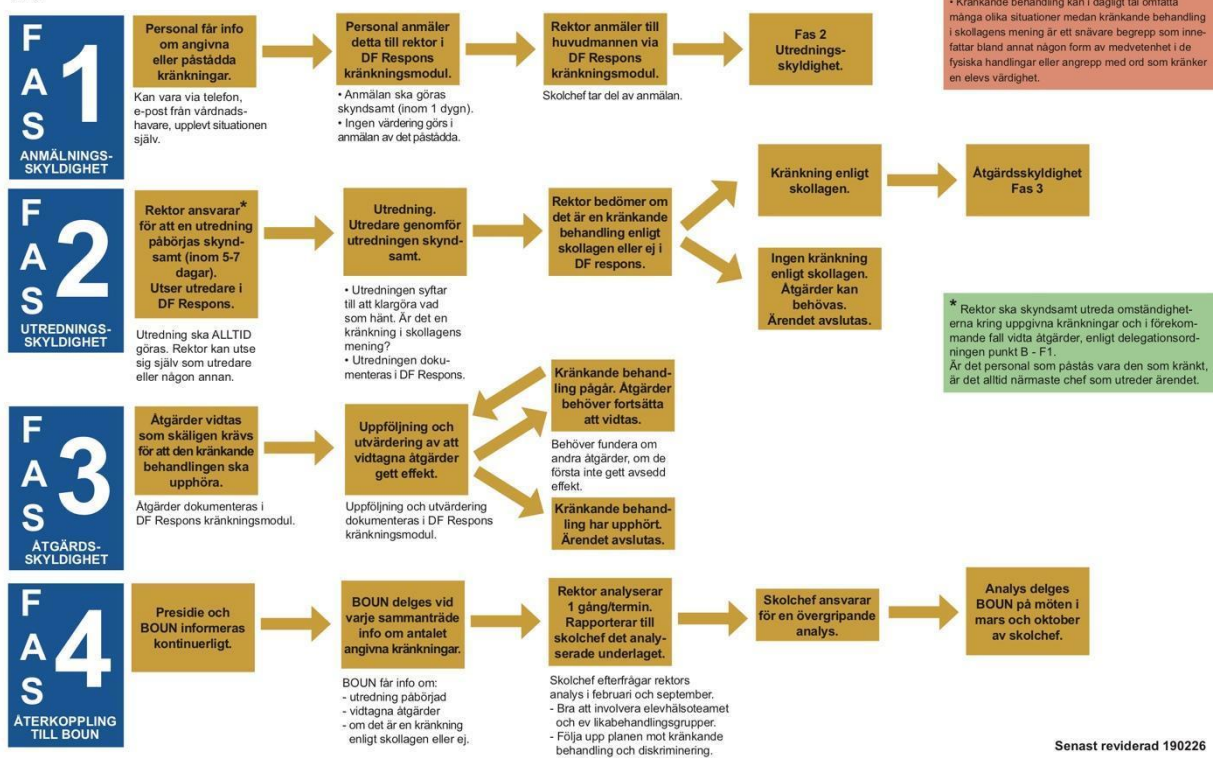 FAS 1
ANMÄLNINGS-
SKYLDIGHET
Personal får info
om angivna
eller påstådda
kränkningar.
Kan vara via telefon,
e-post från vårdnads-
havare, upplevt situationen
själv.
Personal anmäler
detta till rektor i
DF Respons
kränkningsmodul.
• Anmälan ska göras
skyndsamt (inom 1 dygn).
• Ingen värdering görs i
anmälan av det påstådda.
Rektor anmäler till
huvudmannen via
DF Respons
kränkningsmodul.
Skolchef tar del av anmälan.
Fas 2
Utrednings-
skyldighet.
• Kränkande behandling kan i dagligt tal omfatta
många olika situationer medan kränkande behandling
i skollagens mening är ett snävare begrepp som inne-
fattar bland annat någon form av medvetenhet i de
fysiska handlingar eller angrepp med ord som kränker
en elevs värdighet.
FAS 2
UTREDNINGS-
SKYLDIGHET
Rektor ansvarar*
för att en utredning
påbörjas skynd-
samt (inom 5-7
dagar).
Utser utredare i
DF Respons.
Utredning ska ALLTID
göras. Rektor kan utse
sig själv som utredare
eller någon annan.
Utredning.
Utredare genomför
utredningen skynd-
samt.
• Utredningen syftar
till att klargöra vad
som hänt. Är det en
kränkning i skollagens
mening?
• Utredningen doku-
menteras i DF Respons.
Rektor bedömer om
det är en kränkande
behandling enligt
skollagen eller ej i
DF respons.
Kränkning enligt
skollagen.
Åtgärdsskyldighet
Fas 3
Ingen kränkning
enligt skollagen.
Åtgärder kan
behövas.
Ärendet avslutas.
* Rektor ska skyndsamt utreda omständighet-
erna kring uppgivna kränkningar och i förekom-
mande fall vidta åtgärder, enligt delegationsord-
ningen punkt B - F1.
Är det personal som påstås vara den som kränkt,
är det alltid närmaste chef som utreder ärendet.
FAS 3
ÅTGÄRDS-
SKYLDIGHET
Åtgärder vidtas
som skäligen krävs
för att den kränkande
behandlingen ska
upphöra.
Åtgärder dokumenteras i
DF Respons kränkningsmodul.
Uppföljning och
utvärdering av att
vidtagna åtgärder
gett effekt.
Uppföljning och utvärdering
dokumenteras i DF Respons
kränkningsmodul.
Kränkande behand-
ling pågår. Åtgärder
behöver fortsätta
att vidtas.
Behöver fundera om
andra åtgärder, om de
första inte gett avsedd
effekt.
Kränkande behand-
ling har upphört.
Ärendet avslutas.
FAS 4
ÅTERKOPPLING
TILL BOUN
Presidie och
BOUN informeras
kontinuerligt.
BOUN delges vid
varje sammanträde
info om antalet
angivna kränkningar.
BOUN får info om:
- utredning påbörjad
- vidtagna åtgärder
- om det är en kränkning
enligt skollagen eller ej.
Rektor analyserar
1 gång/termin.
Rapporterar till
skolchef det analy-
serade underlaget.
Skolchef efterfrågar rektors
analys i februari och september.
- Bra att involvera elevhälsoteamet
och ev likabehandlingsgrupper.
- Följa upp planen mot kränkande
behandling och diskriminering.
Skolchef ansvarar
för en övergripande
analys.
Analys delges
BOUN på möten i
mars och oktober
av skolchef.
Senast reviderad 190226